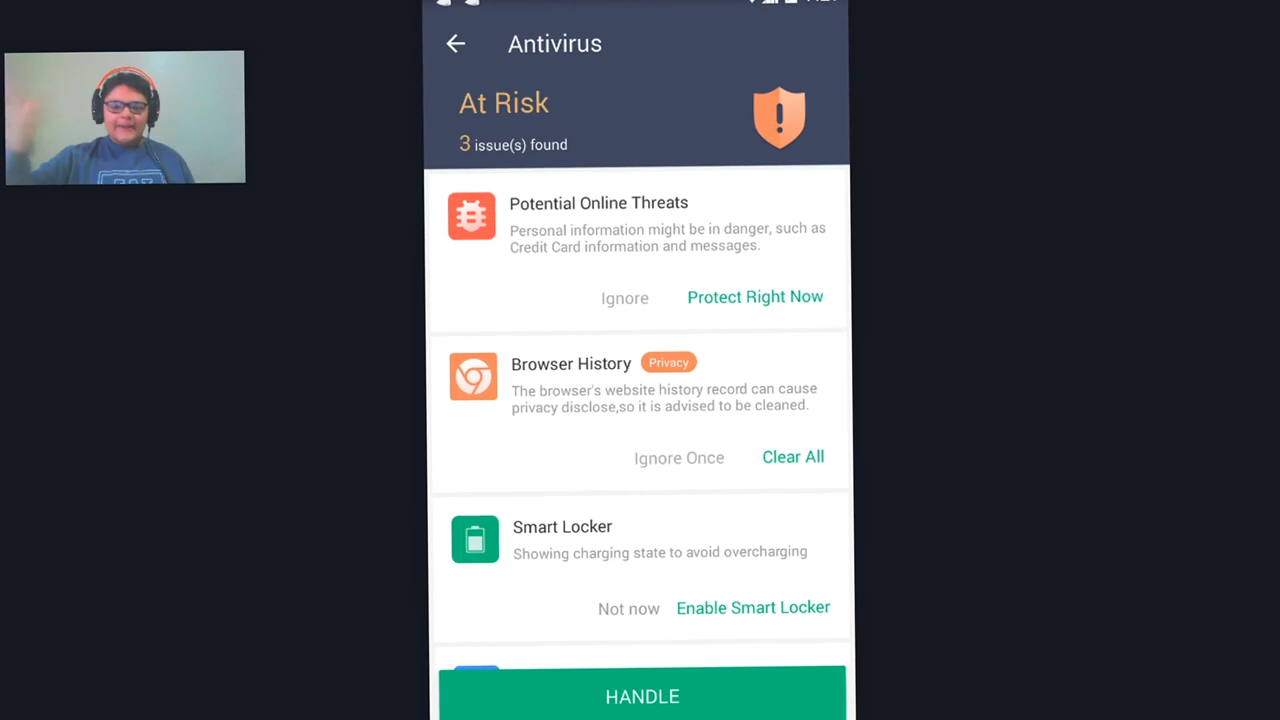 Antivirus
At Risk
3 issue(s) found
Potential Online Threats
Personal information might be in danger, such as
Credit Card information and messages.
Ignore Protect Right Now
Browser History Privacy
The browser's website history record can cause
privacy disclose,so it is advised to be cleaned.
Ignore Once Clear All
Smart Locker
Showing charging state to avoid overcharging
Not now Enable Smart Locker
HANDLE